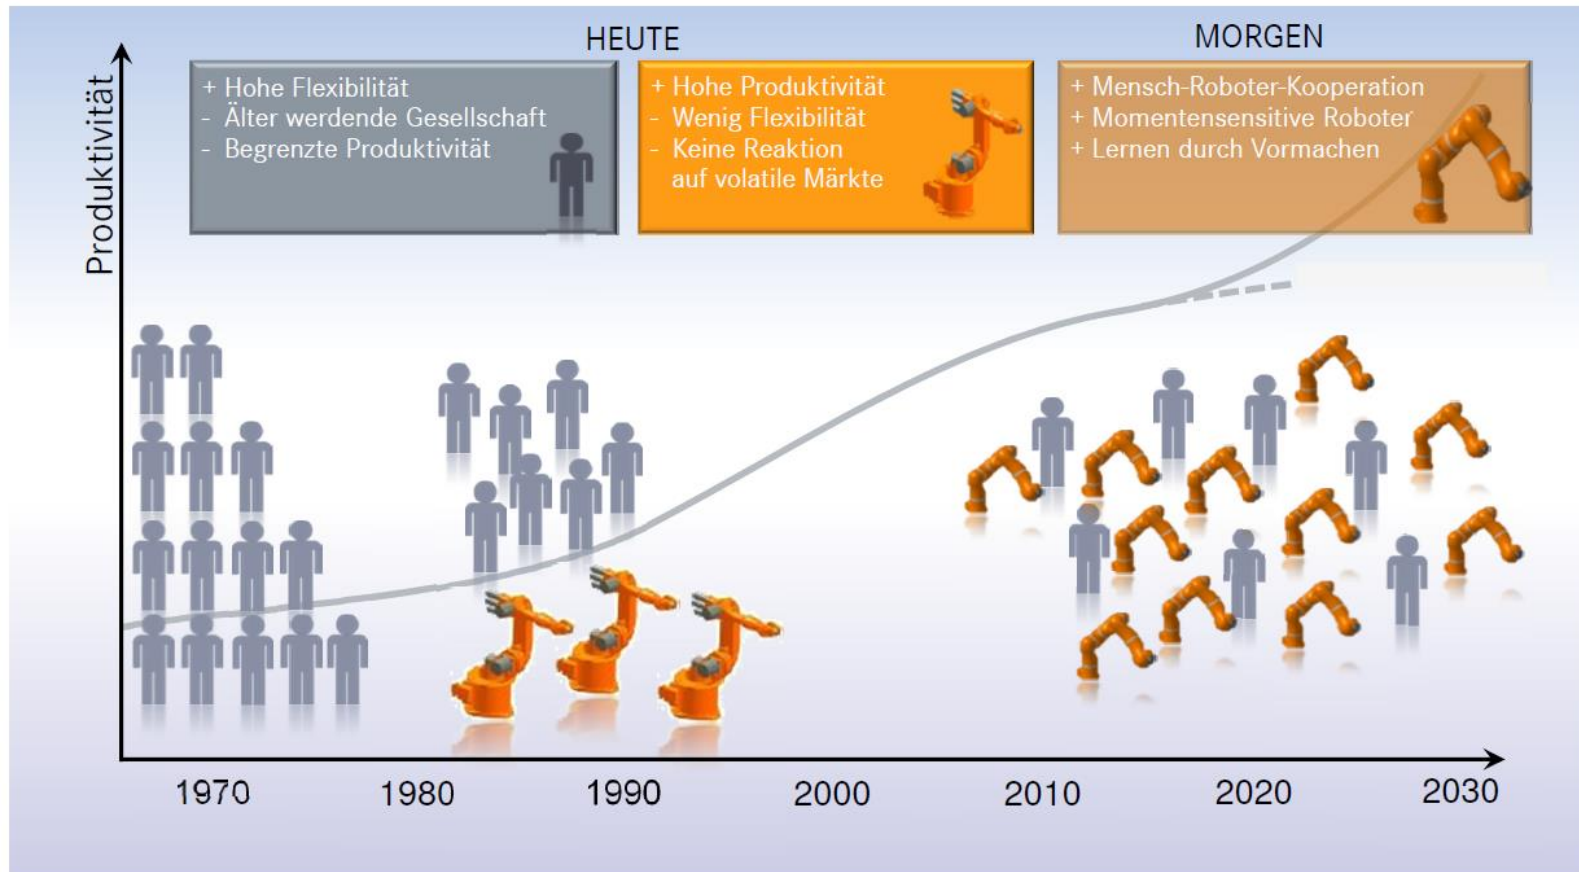 HEUTE
MORGEN
Produktivität
+ Hohe Flexibilität
- Älter werdende Gesellschaft
- Begrenzte Produktivität
+ Hohe Produktivität
- Wenig Flexibilität
- Keine Reaktion
auf volatile Märkte
+ Mensch-Roboter-Kooperation
+ Momentensensitive Roboter
+ Lernen durch Vormachen
1970
1980
1990
2000
2010
2020
2030